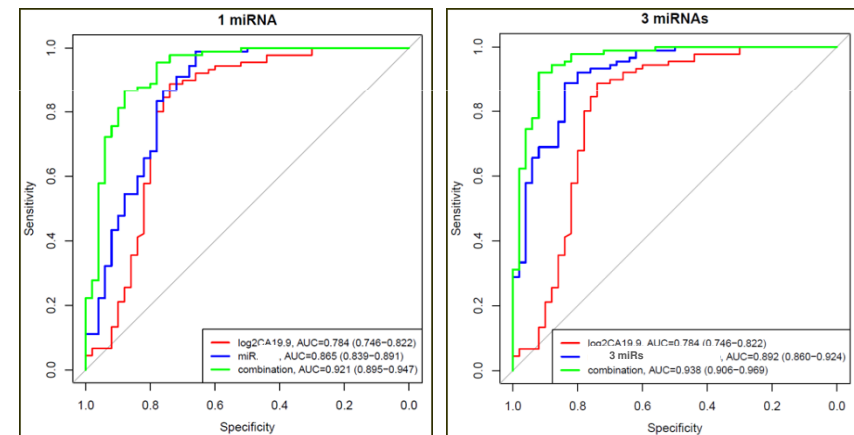 1 miRNA
Sensitivity
1.0
0.8
0.6
0.4
0.2
0.0
log2CA19.9, AUC=0.784 (0.746−0.822)
miR. , AUC=0.865 (0.839−0.891)
combination, AUC=0.921 (0.895−0.947)
1.0 0.8 0.6 0.4 0.2 0.0
Specificity
3 miRNAs
Sensitivity
1.0
0.8
0.6
0.4
0.2
0.0
log2CA19.9, AUC=0.784 (0.746−0.822)
3 miRs , AUC=0.892 (0.860−0.924)
combination, AUC=0.938 (0.906−0.969)
1.0 0.8 0.6 0.4 0.2 0.0
Specificity